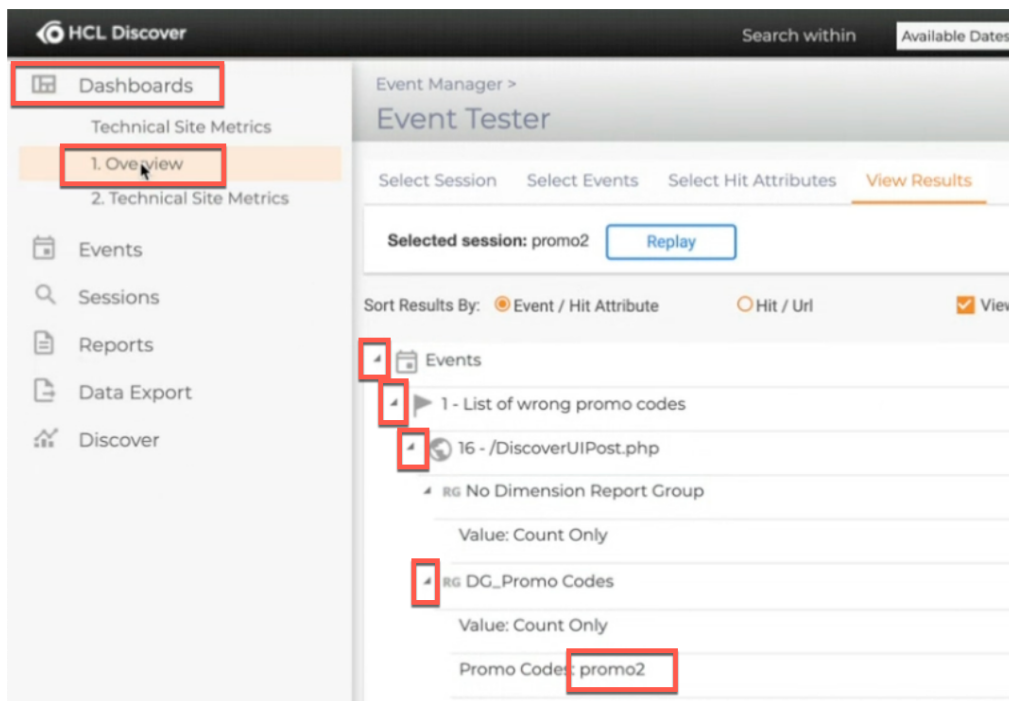 HCL Discover
Search within
Available Dates
Dashboards
Technical Site Metrics
1. Overview
2. Technical Site Metrics
Events
Sessions
Reports
Data Export
Discover
Event Manager >
Event Tester
Select Session Select Events Select Hit Attributes View Results
Selected session: promo2 Replay
Sort Results By: Event / Hit Attribute Hit / Url
Events
1 - List of wrong promo codes
16 - /DiscoverUIPost.php
RG No Dimension Report Group
Value: Count Only
RG DG_Promo Codes
Value: Count Only
Promo Codes: promo2